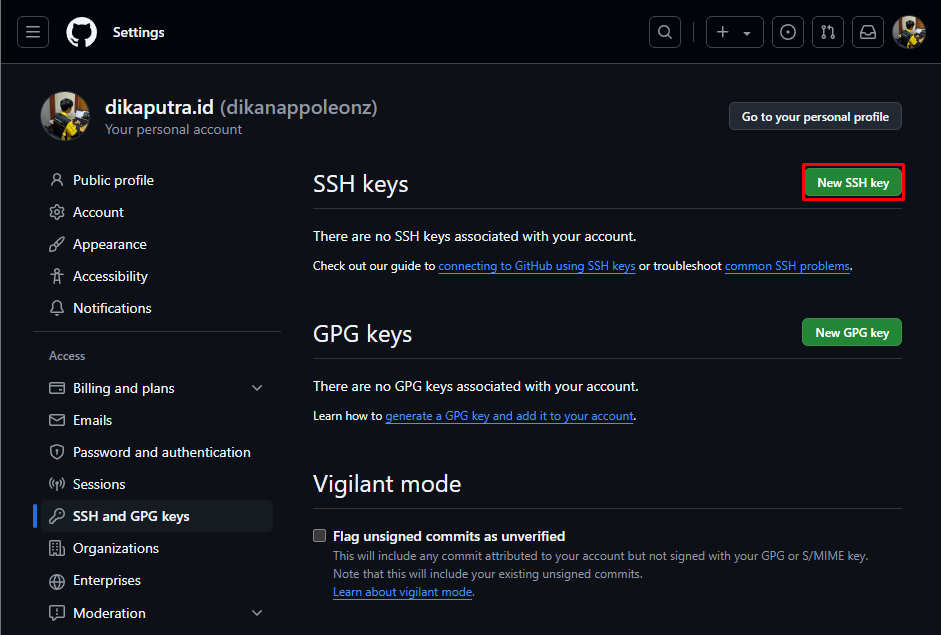 Settings
dikaputra.id (dikanappoleonz)
Your personal account
Go to your personal profile
Public profile
Account
Appearance
Accessibility
Notifications
Access
Billing and plans
Emails
Password and authentication
Sessions
SSH and GPG keys
Organizations
Enterprises
Moderation
SSH keys
New SSH key
There are no SSH keys associated with your account.
Check out our guide to connecting to GitHub using SSH keys or troubleshoot common SSH problems.
GPG keys
New GPG key
There are no GPG keys associated with your account.
Learn how to generate a GPG key and add it to your account.
Vigilant mode
Flag unsigned commits as unverified
This will include any commit attributed to your account but not signed with your GPG or S/MIME key.
Note that this will include your existing unsigned commits.
Learn about vigilant mode.